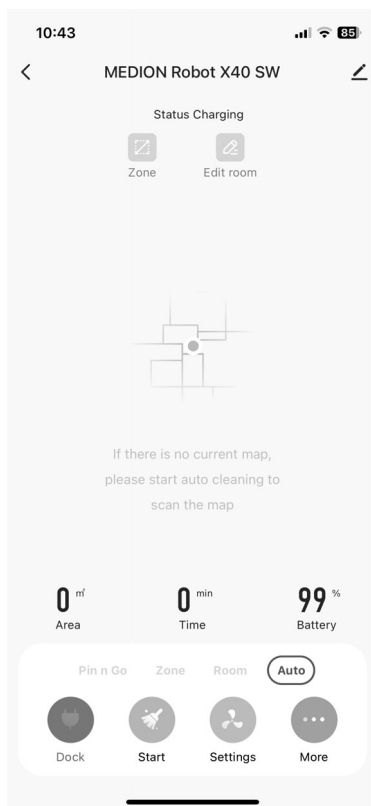 10:43
85
MEDION Robot X40 SW
Status Charging
Zone
Edit room
If there is no current map,
please start auto cleaning to
scan the map
0 ㎡
0 min
99 %
Area
Time
Battery
Pin n Go
Zone
Room
Auto
Dock
Start
Settings
More